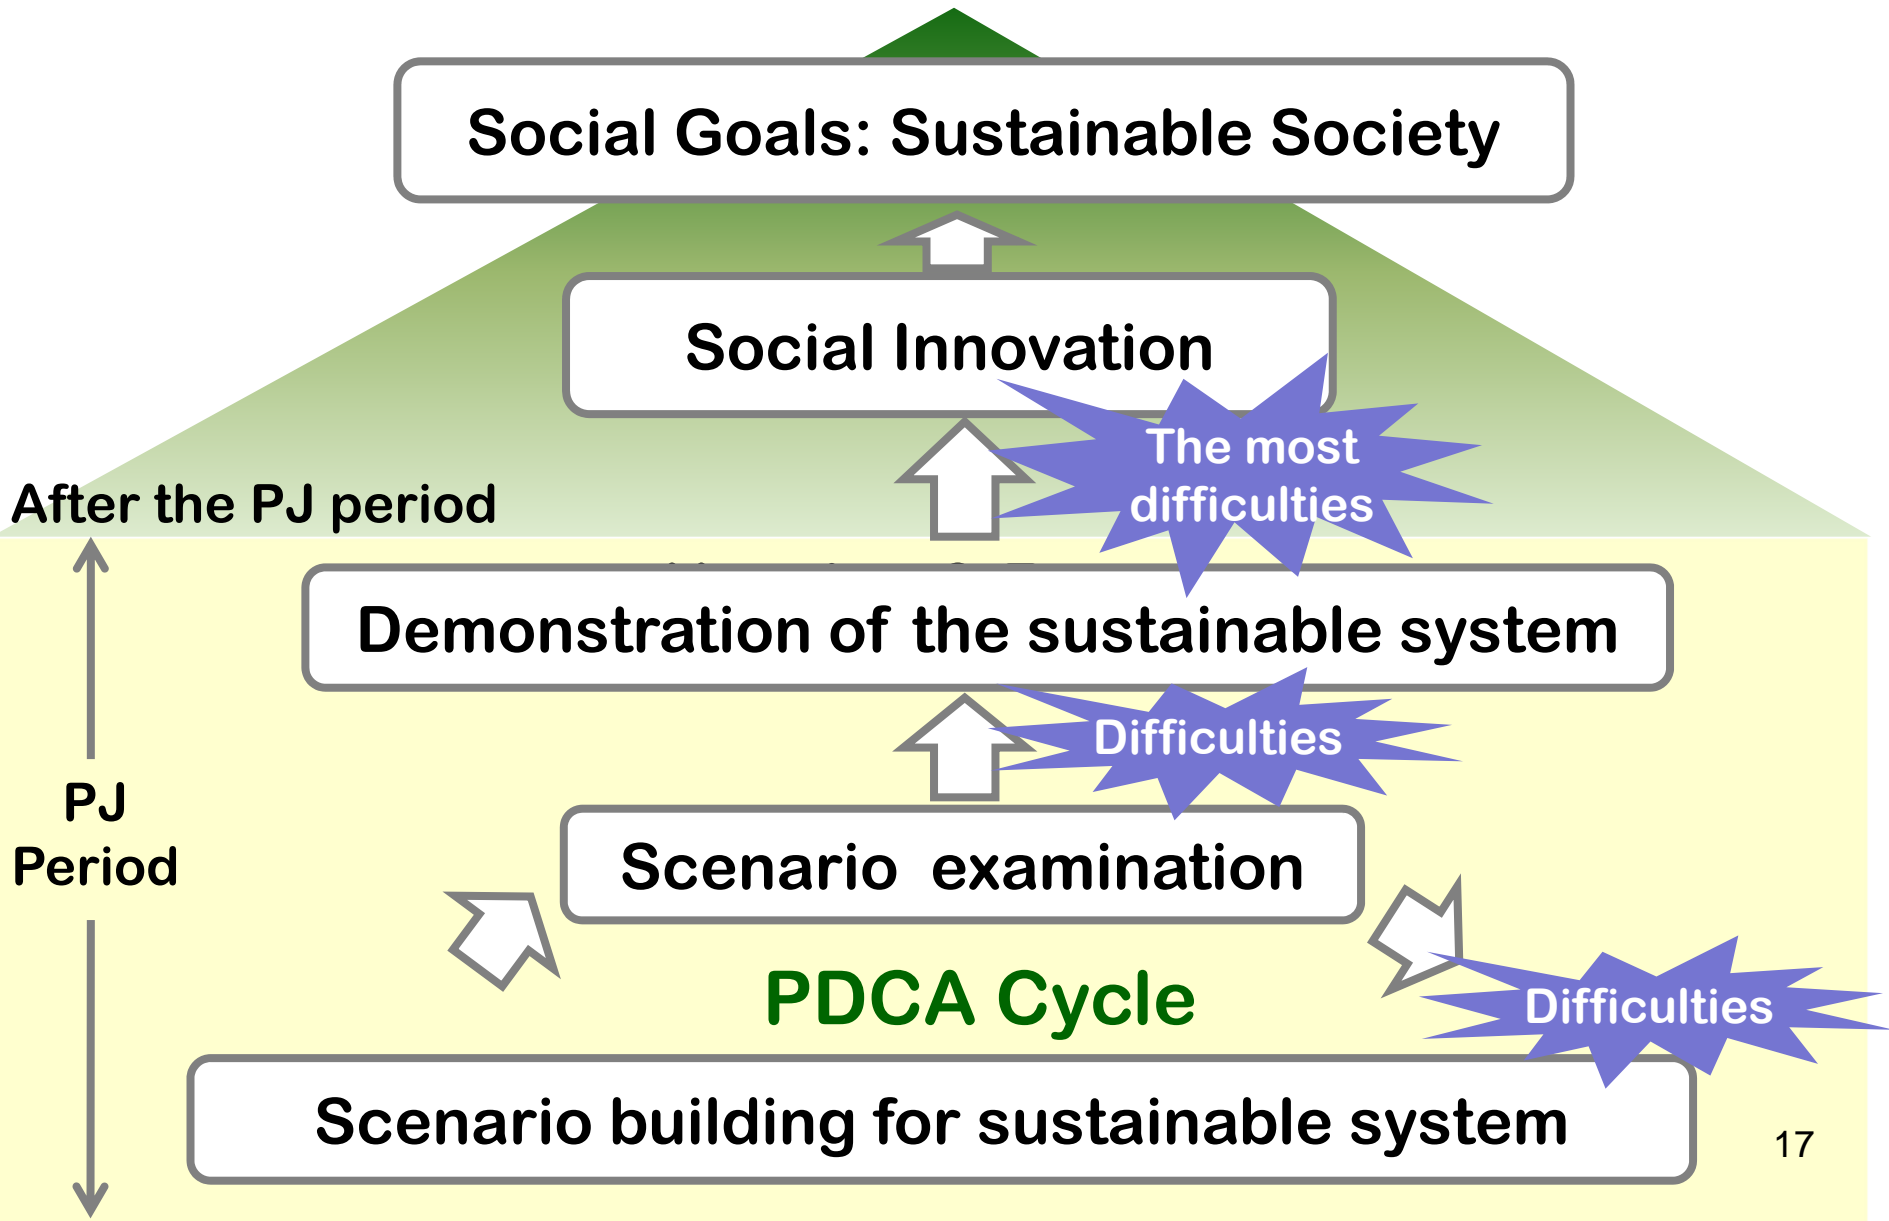 Social Goals: Sustainable Society
Social Innovation
The most
difficulties
After the PJ period
Demonstration of the sustainable system
Difficulties
PJ
Period
Scenario examination
PDCA Cycle
Difficulties
Scenario building for sustainable system
17